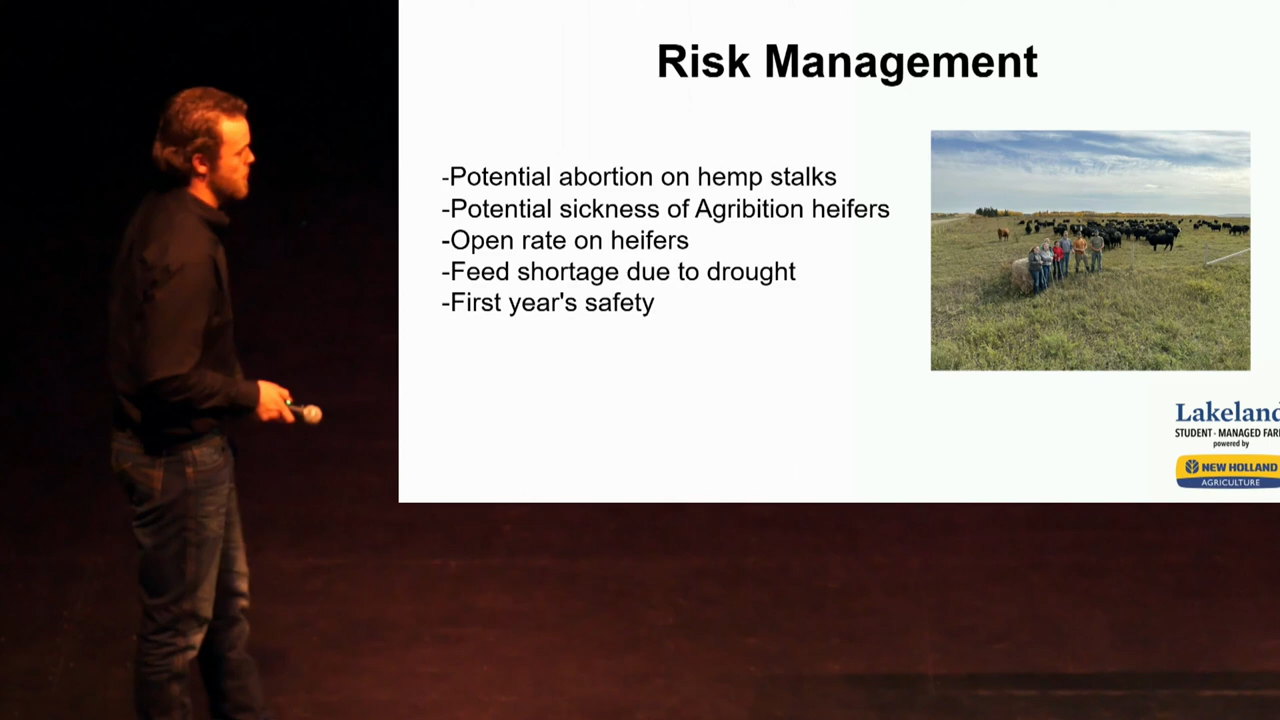 Risk Management
-Potential abortion on hemp stalks
-Potential sickness of Agribition heifers
-Open rate on heifers
-Feed shortage due to drought
-First year's safety
Lakeland
STUDENT - MANAGED FAR
powered by
NEW HOLLAND
AGRICULTURE